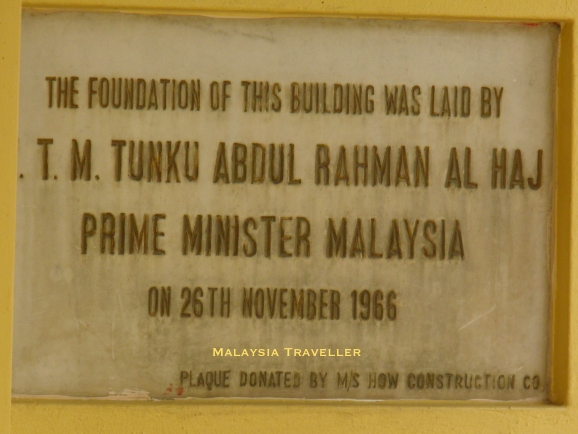 THE FOUNDATION OF THIS BUILDING WAS LAID BY
. T. M. TUNKU ABDUL RAHMAN AL HAJ
PRIME MINISTER MALAYSIA
ON 26TH NOVEMBER 1966
MALAYSIA TRAVELLER
PLAQUE DONATED BY M/S HOW CONSTRUCTION CO